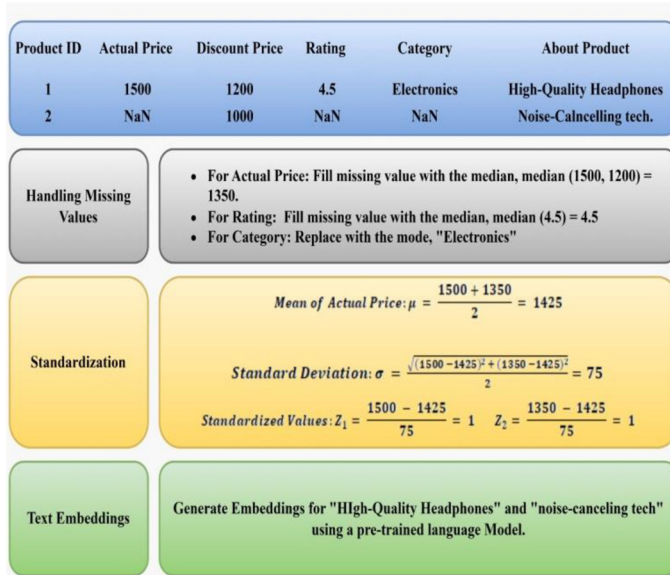 Product ID Actual Price Discount Price Rating Category About Product
1 1500 1200 4.5 Electronics High-Quality Headphones
2 NaN 1000 NaN NaN Noise-Calncelling tech.
Handling Missing
Values
• For Actual Price: Fill missing value with the median, median (1500, 1200) =
1350.
• For Rating: Fill missing value with the median, median (4.5) = 4.5
• For Category: Replace with the mode, "Electronics"
Standardization
Mean of Actual Price: μ = (1500 + 1350) / 2 = 1425
Standard Deviation: σ = √((1500 −1425)² + (1350 −1425)²) / 2 = 75
Standardized Values: Z₁ = (1500 − 1425) / 75 = 1 Z₂ = (1350 − 1425) / 75 = 1
Text Embeddings
Generate Embeddings for "HIgh-Quality Headphones" and "noise-canceling tech"
using a pre-trained language Model.